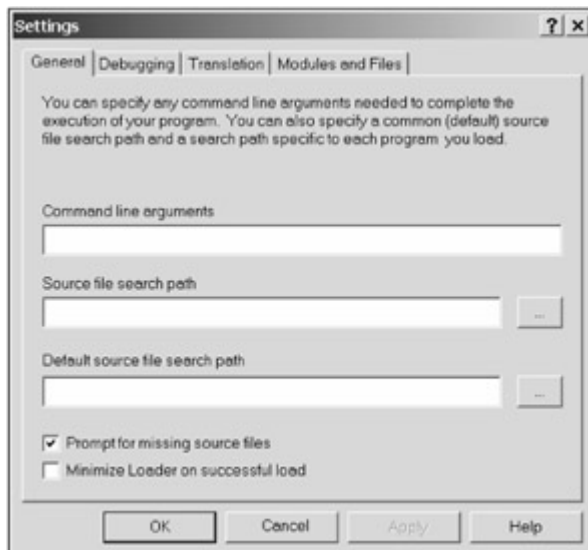 Settings
General
Debugging
Translation
Modules and Files
You can specify any command line arguments needed to complete the
execution of your program. You can also specify a common (default) source
file search path and a search path specific to each program you load.
Command line arguments
Source file search path
...
Default source file search path
...
Prompt for missing source files
Minimize Loader on successful load
OK
Cancel
Apply
Help